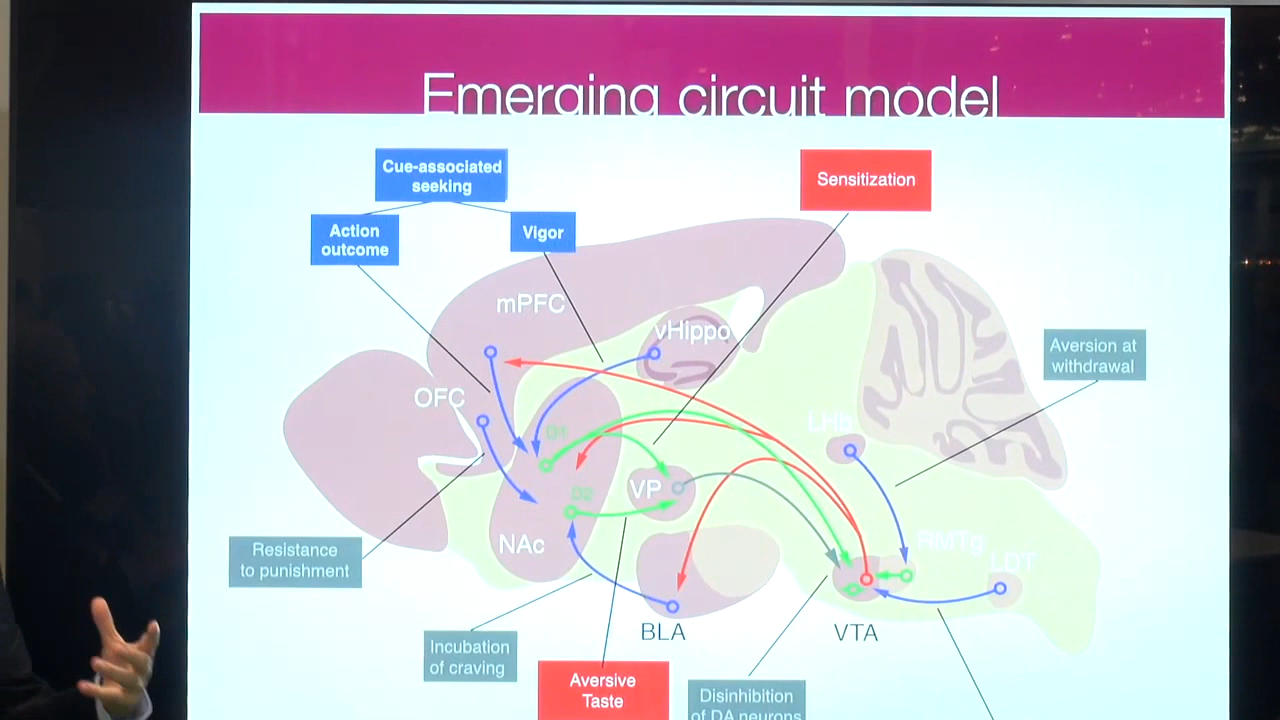 Emerging circuit model
Cue-associated
seeking
Sensitization
Action
outcome
Vigor
mPFC
vHippo
Aversion at
withdrawal
OFC
LHb
D1
VP
D2
NAc
RMTg
LDT
Resistance
to punishment
BLA
VTA
Incubation
of craving
Aversive
Taste
Disinhibition
of DA neurons